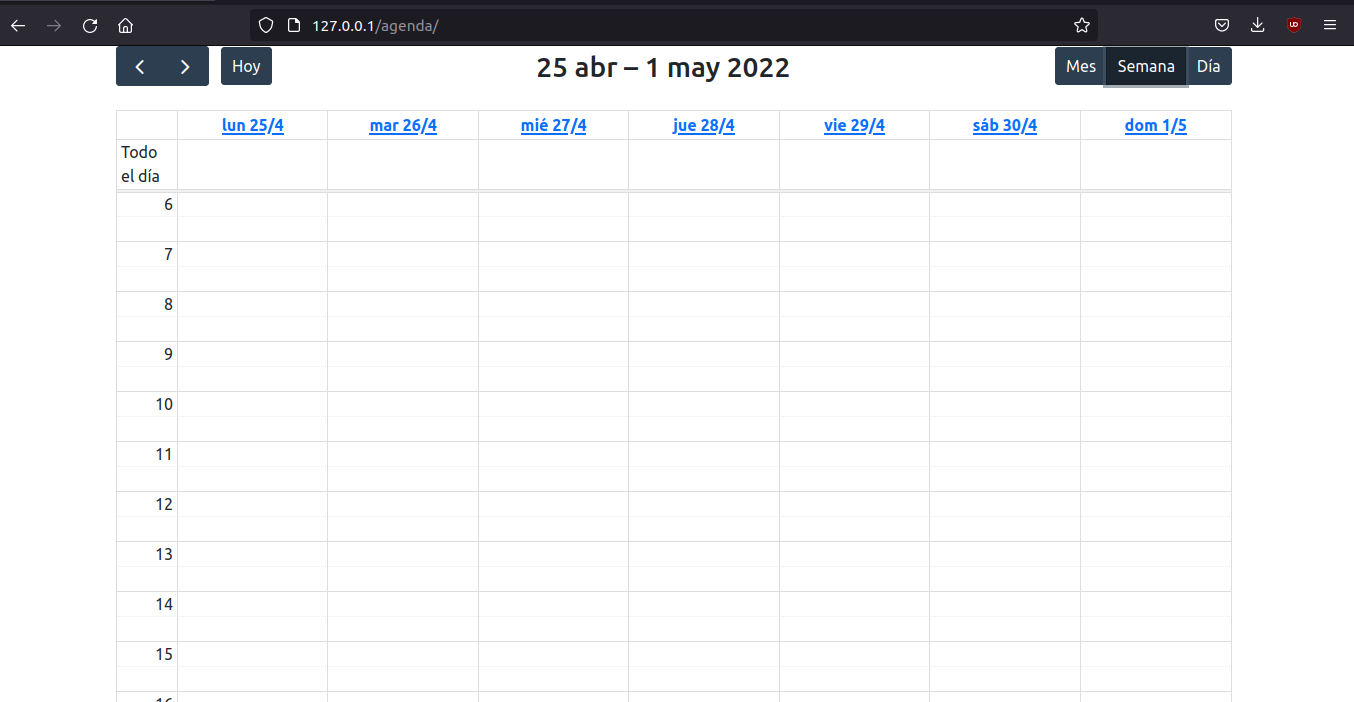 127.0.0.1/agenda/
Hoy
25 abr – 1 may 2022
Mes Semana Día
lun 25/4 mar 26/4 mié 27/4 jue 28/4 vie 29/4 sáb 30/4 dom 1/5
Todo
el día
6
7
8
9
10
11
12
13
14
15